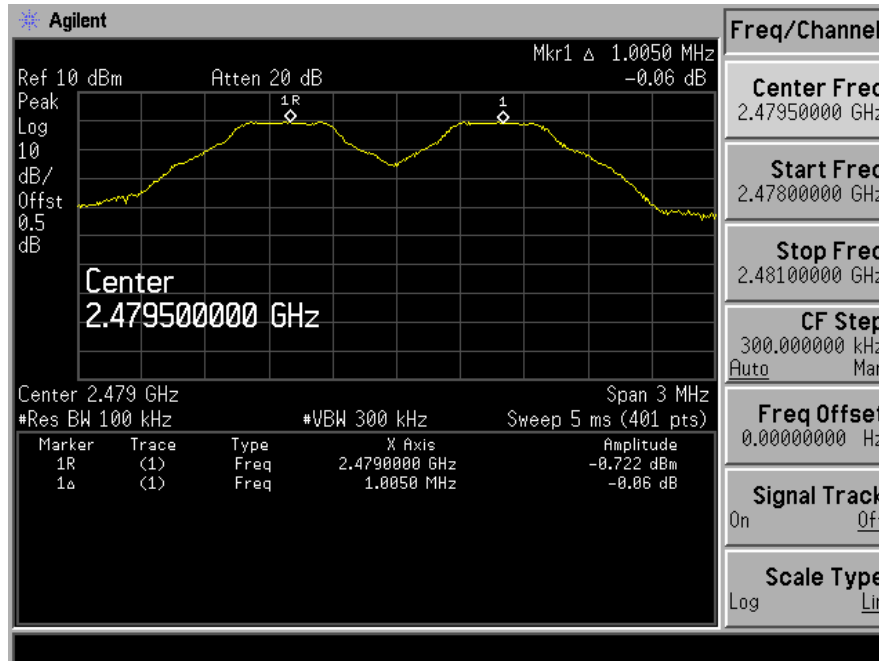 Agilent
Freq/Channel
Mkr1 Δ 1.0050 MHz
Ref 10 dBm Atten 20 dB -0.06 dB
Peak
Log
10
dB/
Offst
0.5
dB
1R
1
Center
2.479500000 GHz
Center 2.479 GHz Span 3 MHz
#Res BW 100 kHz #VBW 300 kHz Sweep 5 ms (401 pts)
Marker Trace Type X Axis Amplitude
1R (1) Freq 2.4790000 GHz -0.722 dBm
1Δ (1) Freq 1.0050 MHz -0.06 dB
Center Freq
2.47950000 GHz
Start Freq
2.47800000 GHz
Stop Freq
2.48100000 GHz
CF Step
300.000000 kHz
Auto Man
Freq Offset
0.00000000 Hz
Signal Track
On Off
Scale Type
Log Lin